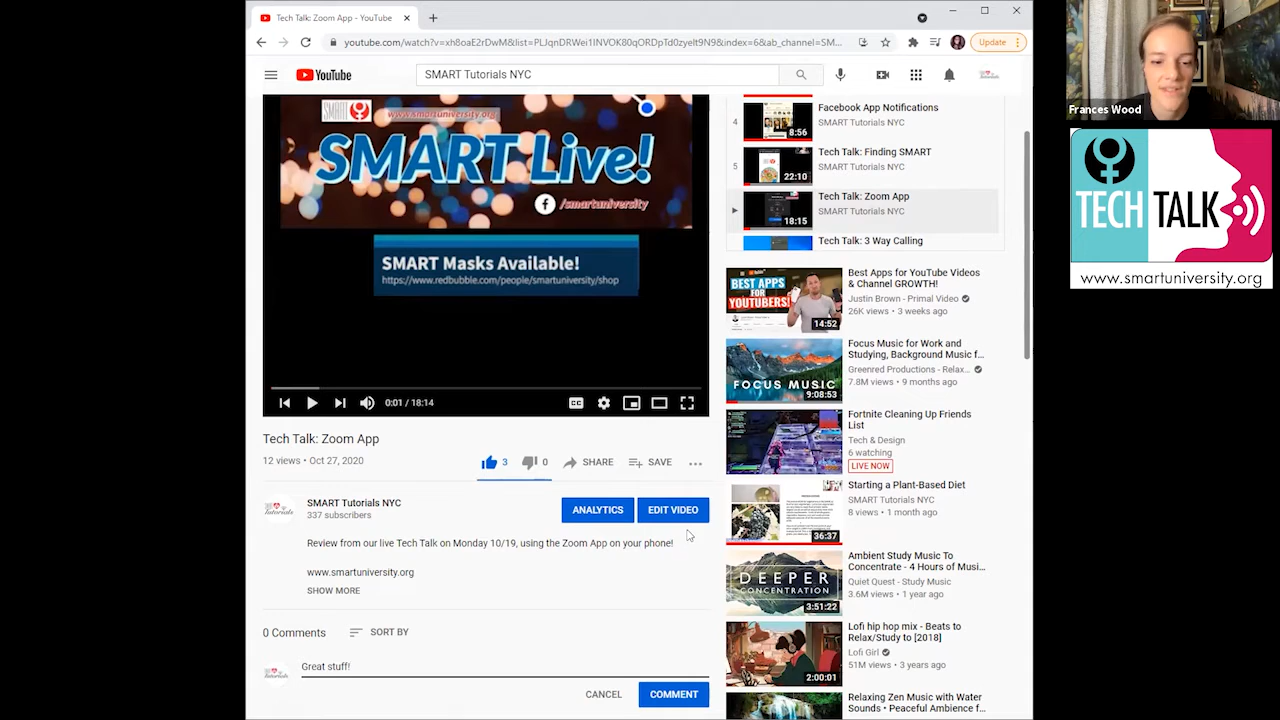 Tech Talk: Zoom App - YouTube
youtube.com/watch?v=xh8oaE2rDwM&list=PLJptDRWei1INVOK80qORDpTd0zyelt9N9&index=6&ab_channel=SM...
Update
YouTube
SMART Tutorials NYC
SMART
www.smartuniversity.org
SMART Live!
/smartuniversity
SMART Masks Available!
https://www.redbubble.com/people/smartuniversity/shop
0:01 / 18:14
CC
Tech Talk: Zoom App
12 views • Oct 27, 2020
3
0
SHARE
SAVE
SMART Tutorials NYC
337 subscribers
ANALYTICS
EDIT VIDEO
Review from the Tech Talk on Monday 10/19, using the Zoom App on your phone!
www.smartuniversity.org
SHOW MORE
0 Comments
SORT BY
Great stuff!
CANCEL
COMMENT
4
8:56
Facebook App Notifications
SMART Tutorials NYC
5
22:10
Tech Talk: Finding SMART
SMART Tutorials NYC
18:15
Tech Talk: Zoom App
SMART Tutorials NYC
Tech Talk: 3 Way Calling
BEST APPS
FOR
YOUTUBERS!
14:52
Best Apps for YouTube Videos
& Channel GROWTH!
Justin Brown - Primal Video
26K views • 3 weeks ago
FOCUS MUSIC
9:08:53
Focus Music for Work and
Studying, Background Music f...
Greenred Productions - Relax...
7.8M views • 9 months ago
Fortnite Cleaning Up Friends
List
Tech & Design
6 watching
LIVE NOW
36:37
Starting a Plant-Based Diet
SMART Tutorials NYC
8 views • 1 month ago
DEEPER
CONCENTRATION
3:51:22
Ambient Study Music To
Concentrate - 4 Hours of Musi...
Quiet Quest - Study Music
3.6M views • 1 year ago
2:00:01
Lofi hip hop mix - Beats to
Relax/Study to [2018]
Lofi Girl
51M views • 3 years ago
Relaxing Zen Music with Water
Sounds • Peaceful Ambience f...
Frances Wood
TECH TALK
www.smartuniversity.org